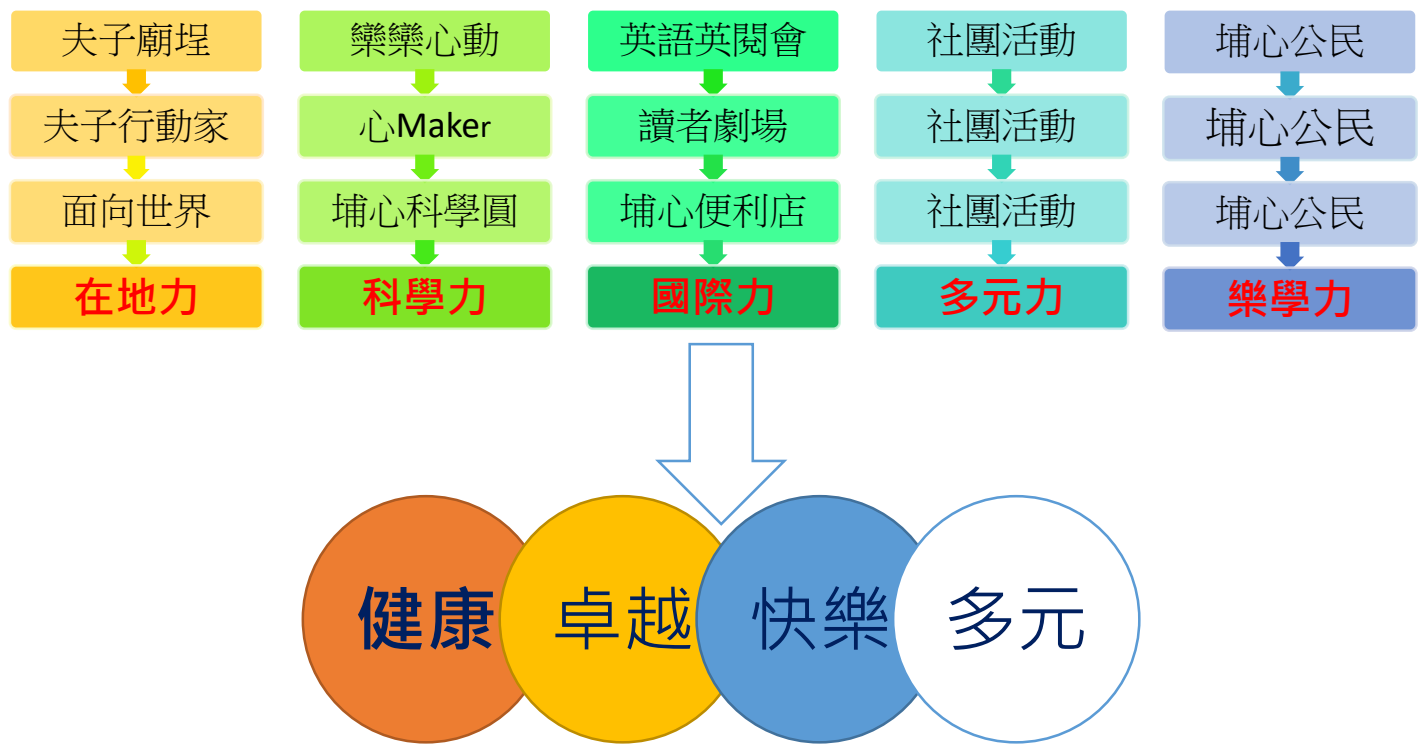 夫子廟埕
夫子行動家
面向世界
在地力
欒欒心動
心Maker
埔心科學圓
科學力
英語英閱會
讀者劇場
埔心便利店
國際力
社團活動
社團活動
社團活動
多元力
埔心公民
埔心公民
埔心公民
樂學力
健康
卓越
快樂
多元